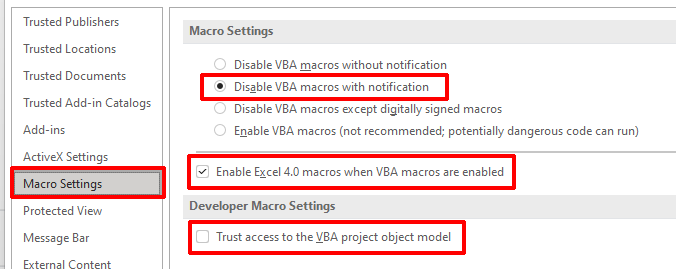 Trusted Publishers
Trusted Locations
Trusted Documents
Trusted Add-in Catalogs
Add-ins
ActiveX Settings
Macro Settings
Protected View
Message Bar
External Content
Macro Settings
Disable VBA macros without notification
Disable VBA macros with notification
Disable VBA macros except digitally signed macros
Enable VBA macros (not recommended; potentially dangerous code can run)
Enable Excel 4.0 macros when VBA macros are enabled
Developer Macro Settings
Trust access to the VBA project object model